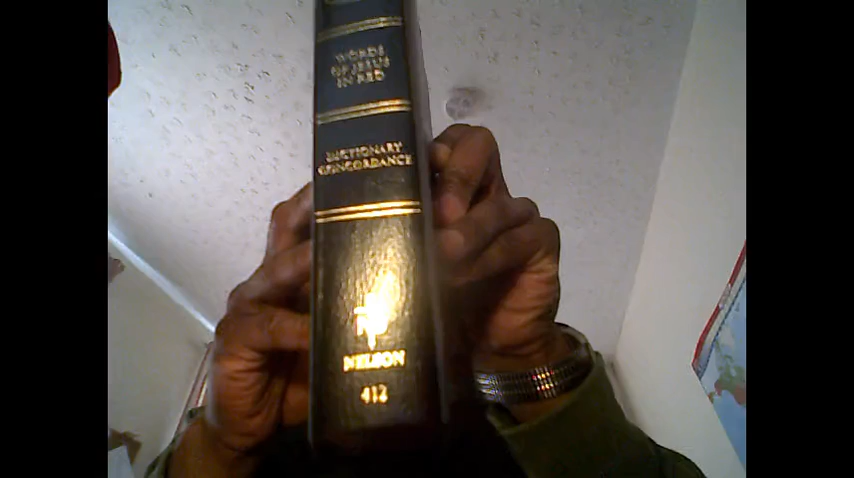 WORDS
OF JESUS
IN RED
DICTIONARY
CONCORDANCE
NELSON
412